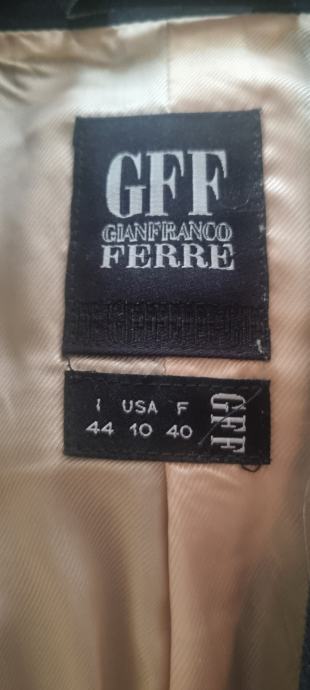 GFF
GIANFRANCO
FERRE
I USA F
44 10 40
GFF